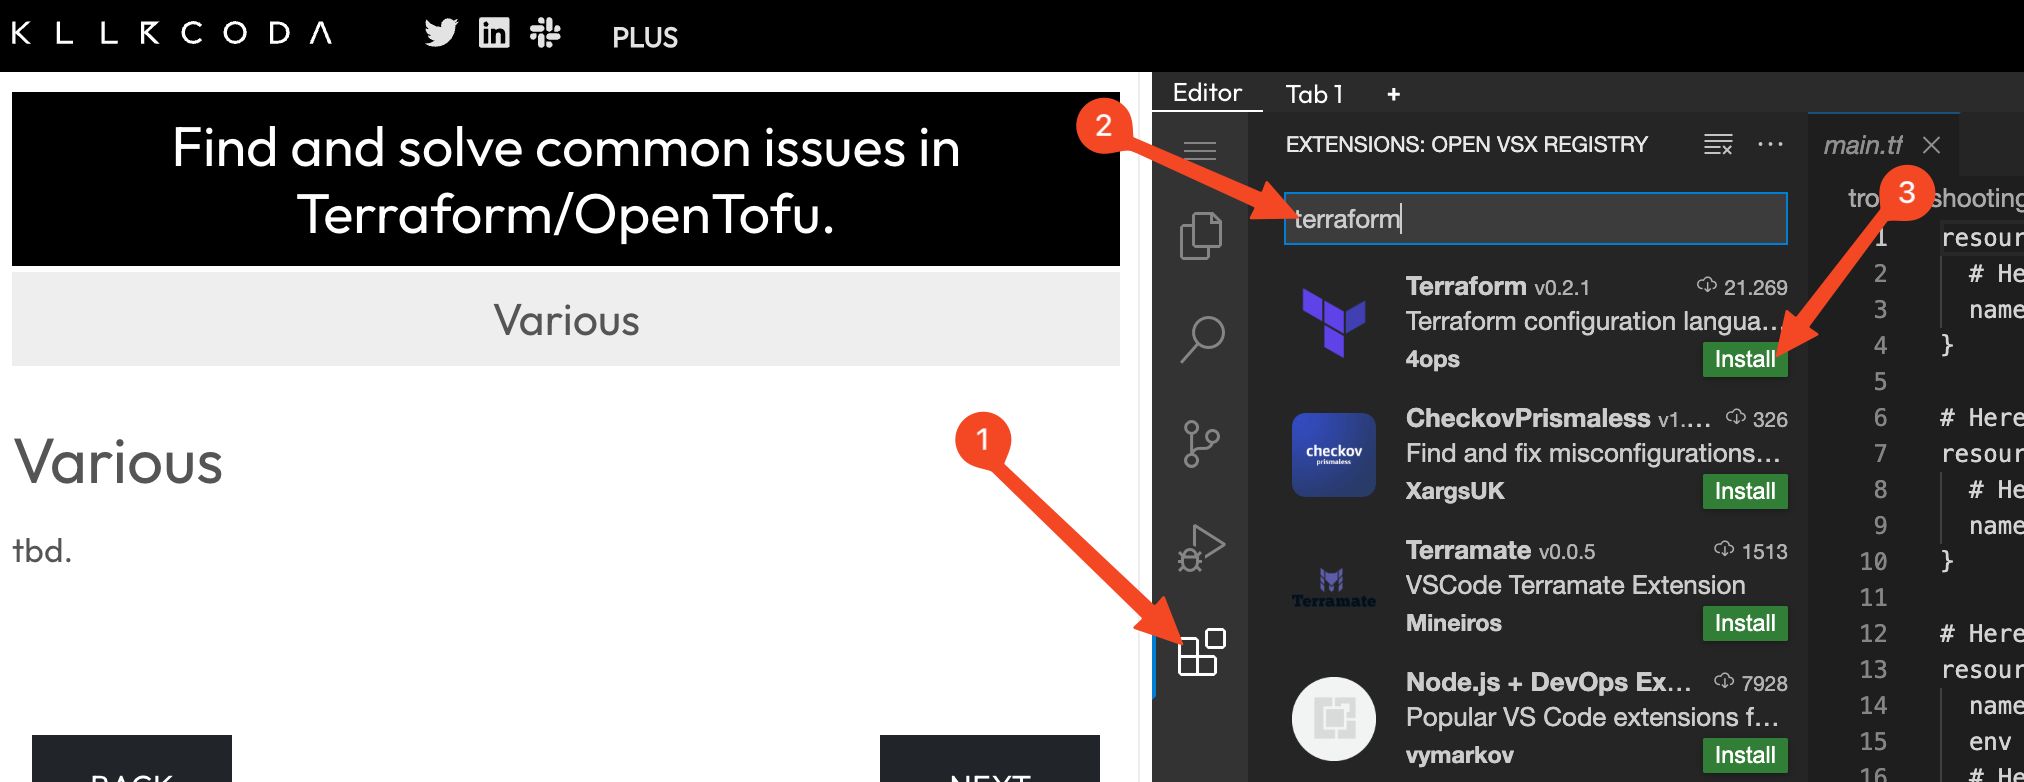 KLLRCODA
PLUS
Find and solve common issues in
Terraform/OpenTofu.
Various
Various
tbd.
BACK
NEXT
1
2
3
Editor
Tab 1 +
EXTENSIONS: OPEN VSX REGISTRY
terraform
Terraform v0.2.1 21.269
Terraform configuration langua...
4ops Install
CheckovPrismaless v1.... 326
Find and fix misconfigurations...
XargsUK Install
checkov
prismaless
Terramate v0.0.5 1513
VSCode Terramate Extension
Mineiros Install
Terramate
Node.js + DevOps Ex... 7928
Popular VS Code extensions f...
vymarkov Install
main.tf
tro shooting
1 resour
2 # He
3 name
4 }
5
6 # Here
7 resour
8 # He
9 name
10 }
11
12 # Here
13 resour
14 name
15 env
16 # He